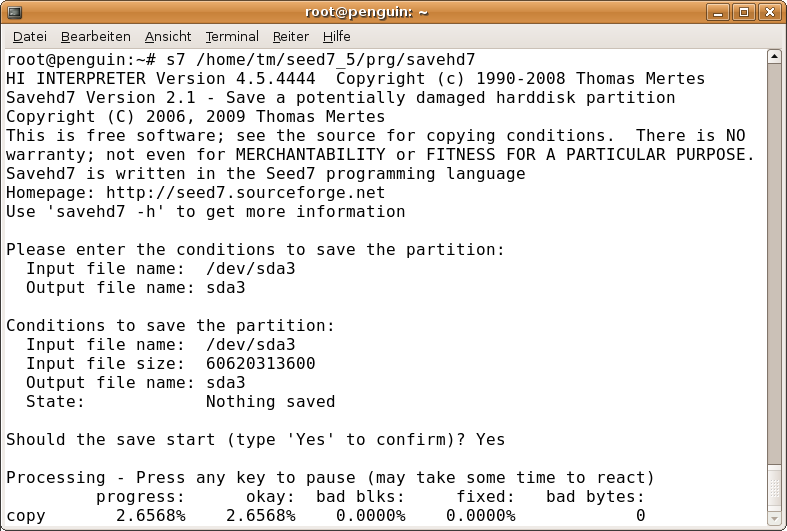 root@penguin: ~
Datei Bearbeiten Ansicht Terminal Reiter Hilfe
root@penguin:~# s7 /home/tm/seed7_5/prg/savehd7
HI INTERPRETER Version 4.5.4444  Copyright (c) 1990-2008 Thomas Mertes
Savehd7 Version 2.1 - Save a potentially damaged harddisk partition
Copyright (C) 2006, 2009 Thomas Mertes
This is free software; see the source for copying conditions.  There is NO
warranty; not even for MERCHANTABILITY or FITNESS FOR A PARTICULAR PURPOSE.
Savehd7 is written in the Seed7 programming language
Homepage: http://seed7.sourceforge.net
Use 'savehd7 -h' to get more information
Please enter the conditions to save the partition:
  Input file name:  /dev/sda3
  Output file name: sda3
Conditions to save the partition:
  Input file name:  /dev/sda3
  Input file size:  60620313600
  Output file name: sda3
  State:            Nothing saved
Should the save start (type 'Yes' to confirm)? Yes
Processing - Press any key to pause (may take some time to react)
         progress:      okay:  bad blks:     fixed:   bad bytes:
copy       2.6568%    2.6568%    0.0000%    0.0000%            0